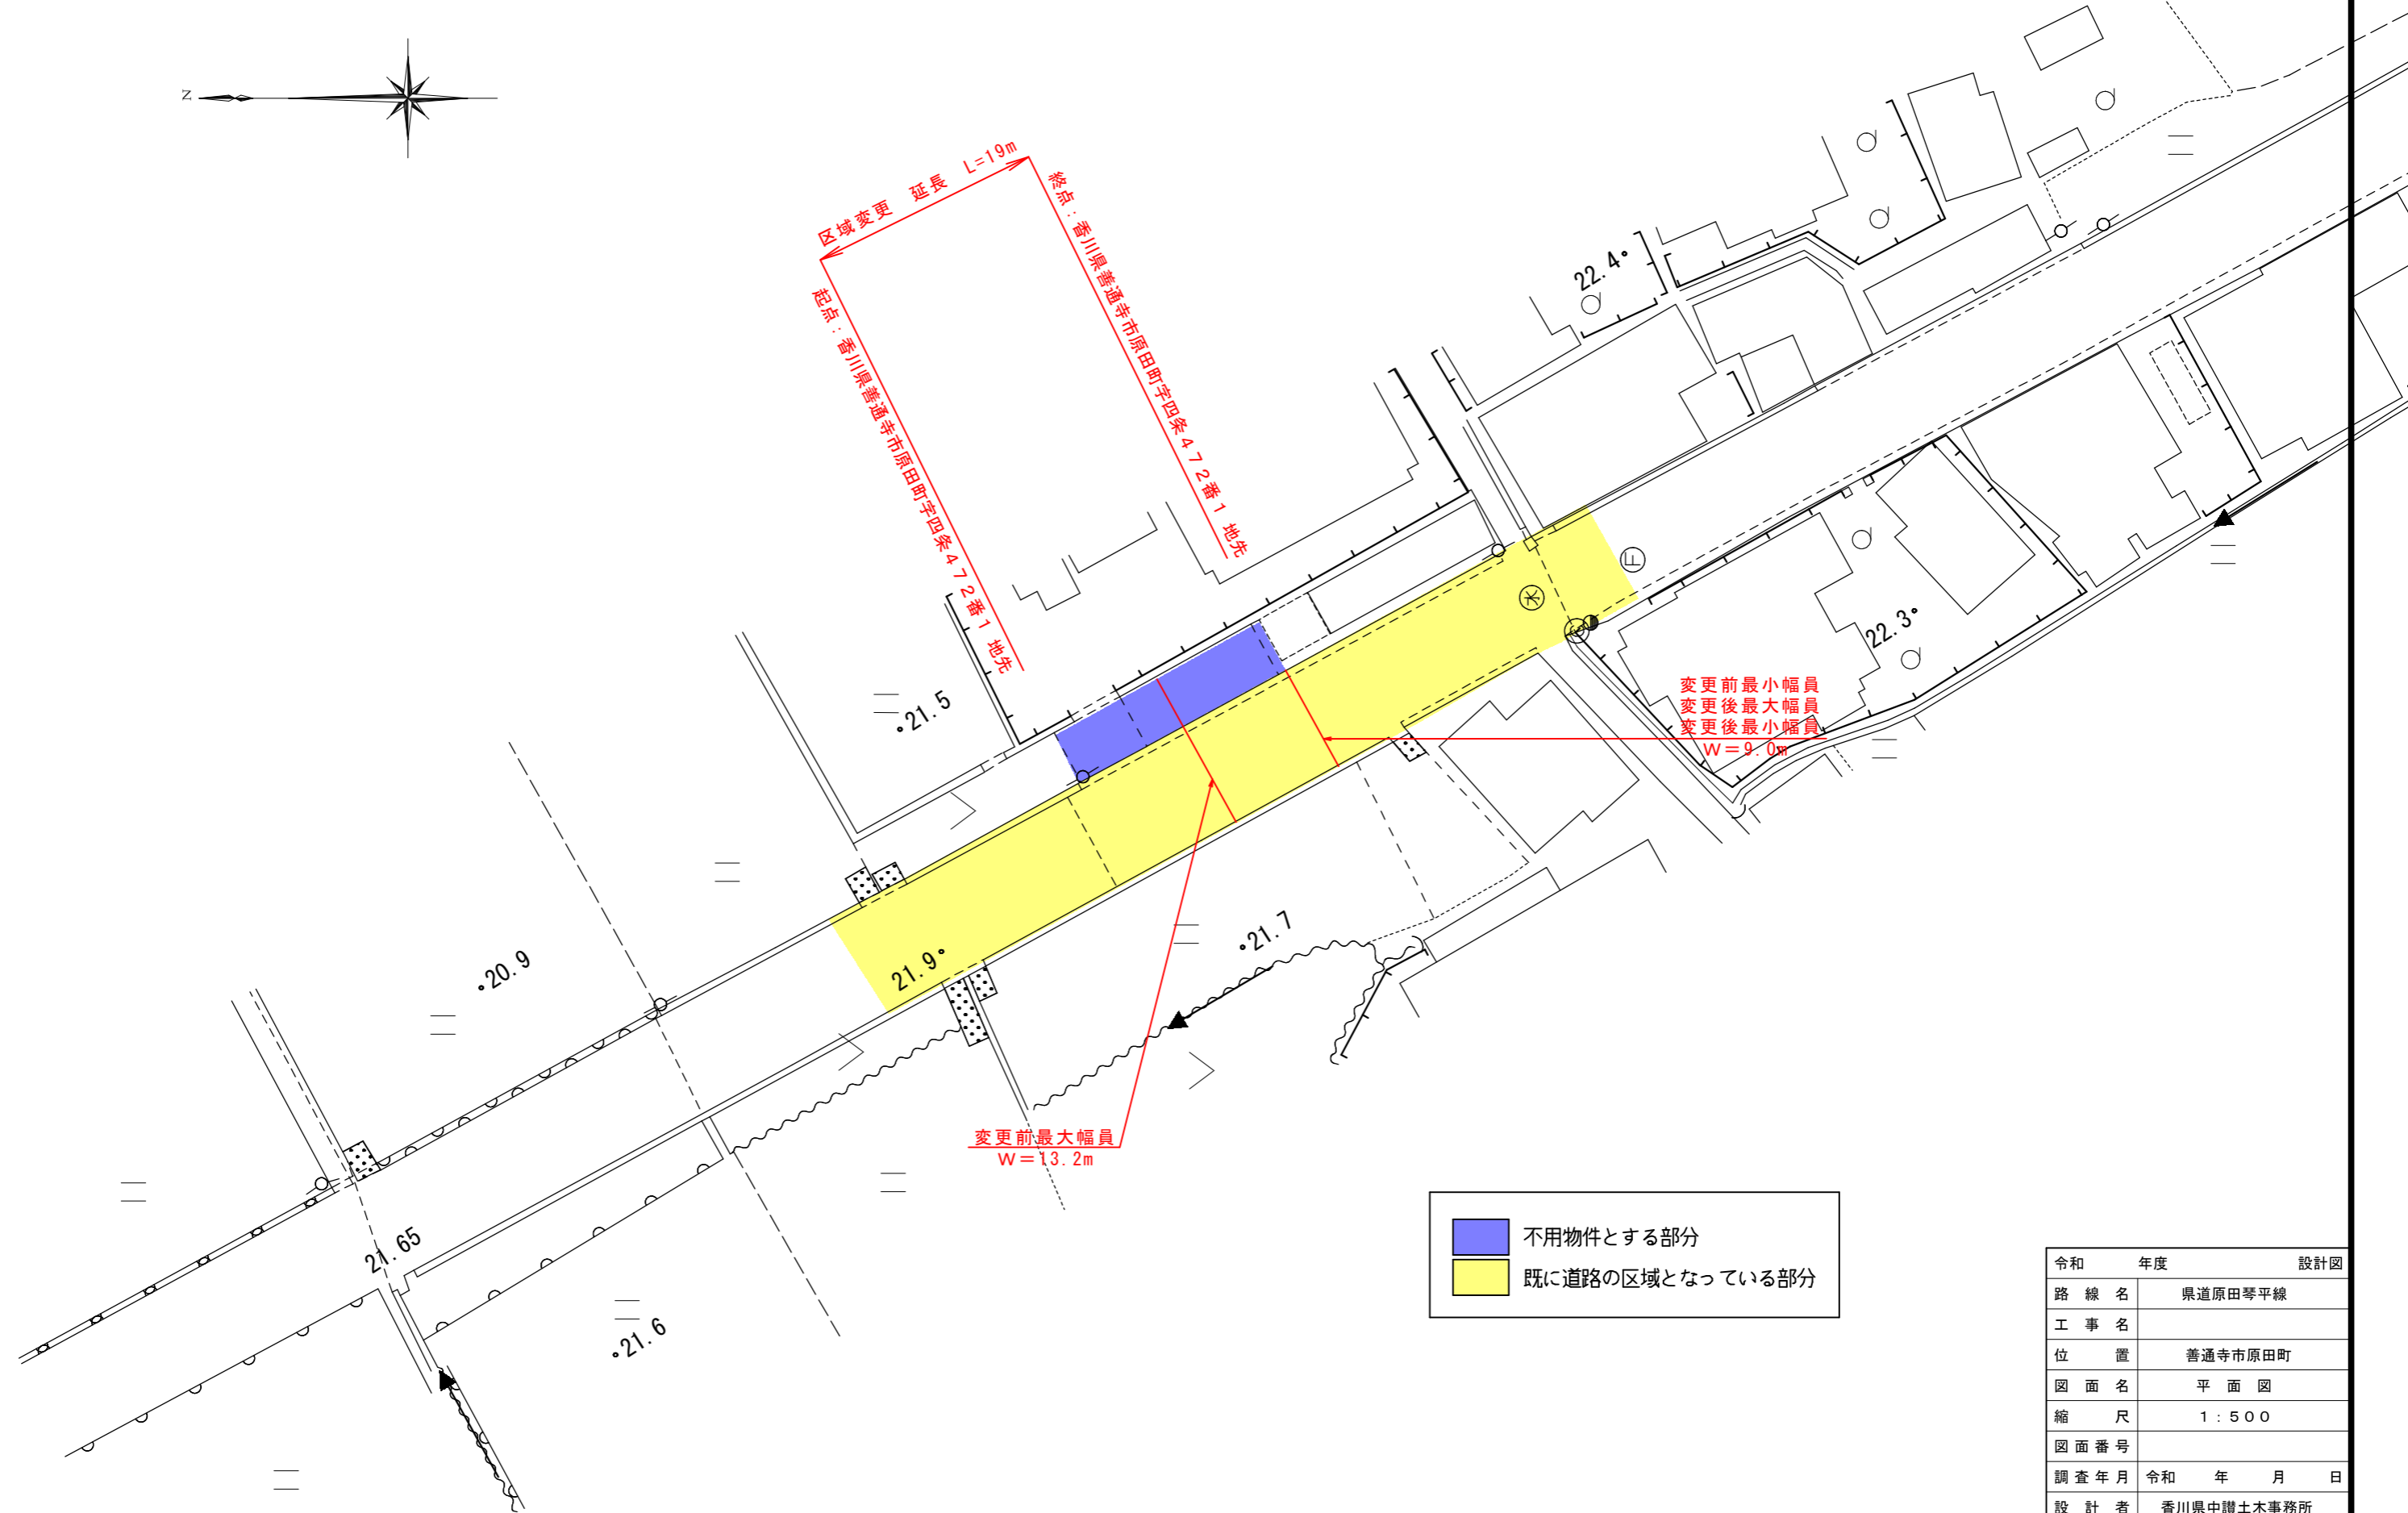 N
区域変更 延長 L=19m
起点：香川県善通寺市原田町字四条４７２番１ 地先
終点：香川県善通寺市原田町字四条４７２番１ 地先
22.4
21.5
水
下
22.3
変更前最小幅員
変更後最大幅員
変更後最小幅員
W＝9.0m
20.9
21.9
21.7
変更前最大幅員
W＝13.2m
21.65
21.6
不用物件とする部分
既に道路の区域となっている部分
令和 年度 設計図
路線名 県道原田琴平線
工事名
位置 善通寺市原田町
図面名 平面図
縮尺 １：５００
図面番号
調査年月 令和 年 月 日
設計者 香川県中讃土木事務所